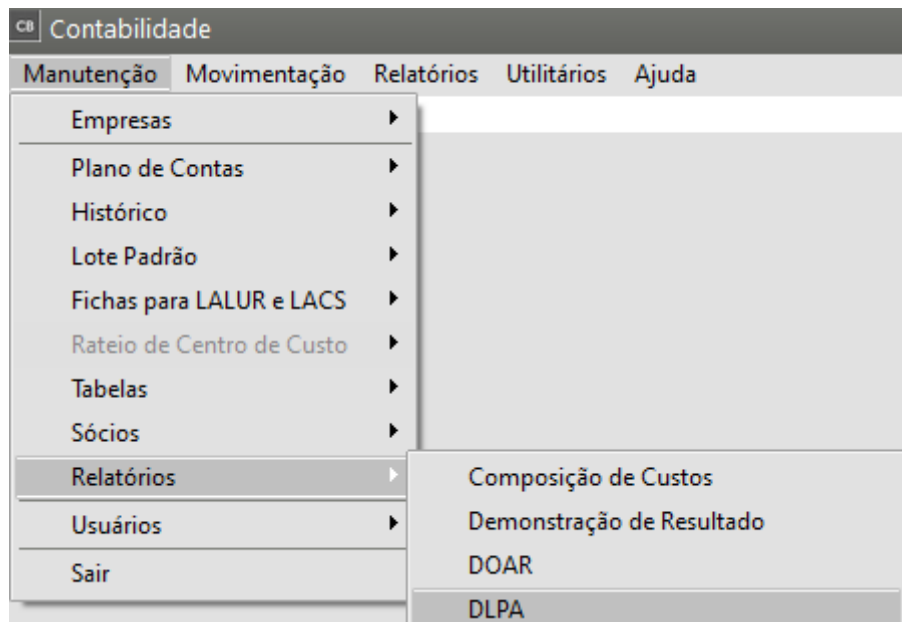 CB Contabilidade
Manutenção Movimentação Relatórios Utilitários Ajuda
Empresas
Plano de Contas
Histórico
Lote Padrão
Fichas para LALUR e LACS
Rateio de Centro de Custo
Tabelas
Sócios
Relatórios
Usuários
Sair
Composição de Custos
Demonstração de Resultado
DOAR
DLPA